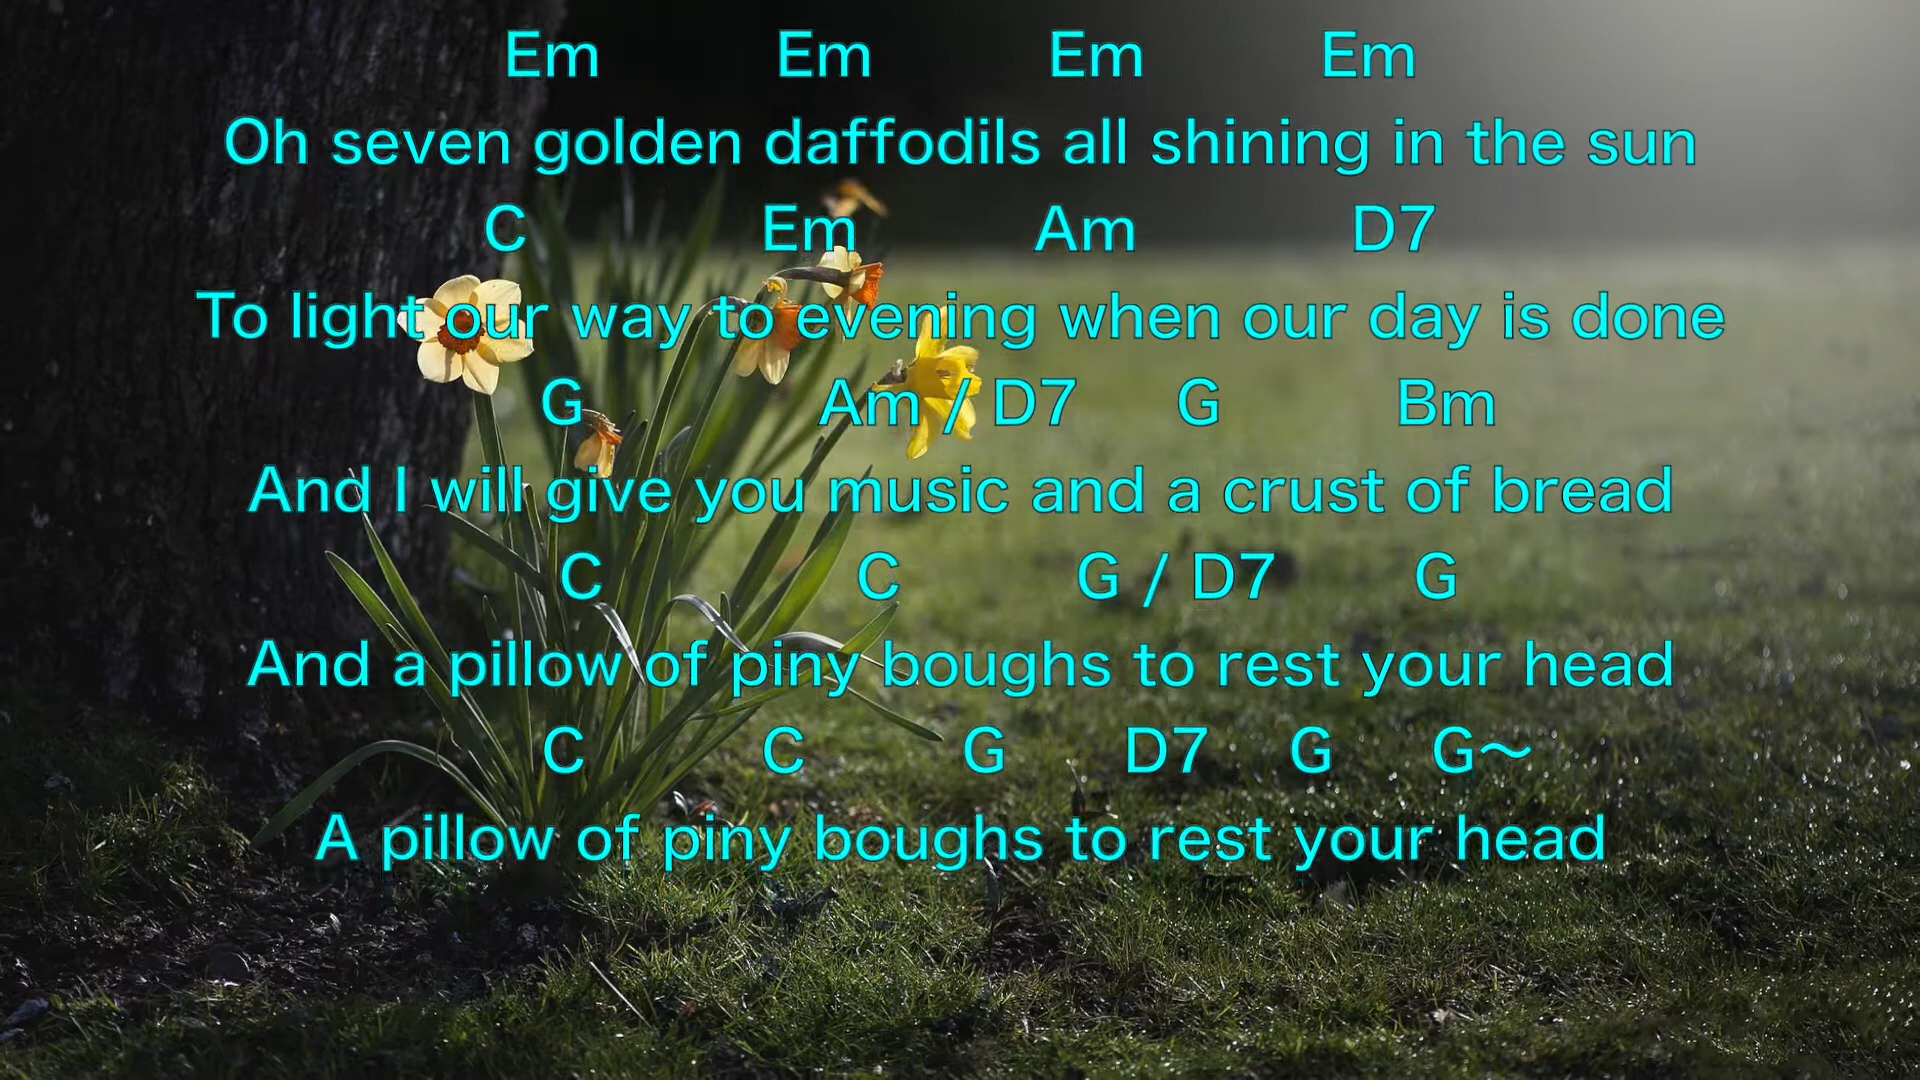 Em Em Em Em
Oh seven golden daffodils all shining in the sun
C Em Am D7
To light our way to evening when our day is done
G Am / D7 G Bm
And I will give you music and a crust of bread
C C G / D7 G
And a pillow of piny boughs to rest your head
C C G D7 G G～
A pillow of piny boughs to rest your head